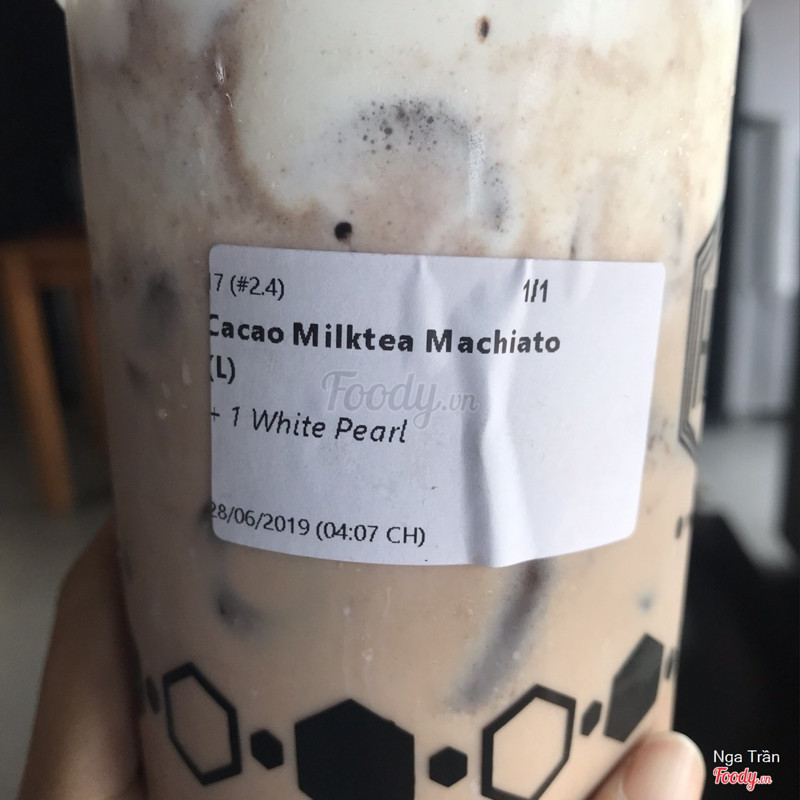 17 (#2.4) 1/1
Cacao Milktea Machiato
(L)
+ 1 White Pearl
28/06/2019 (04:07 CH)
Foody.vn
Nga Trần
Foody.vn